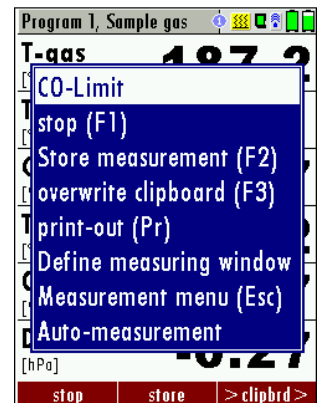 Program 1, Sample gas
T-gas
CO-Limit
stop (F1)
Store measurement (F2)
overwrite clipboard (F3)
print-out (Pr)
Define measuring window
Measurement menu (Esc)
Auto-measurement
[hPa]
stop store >clipbrd>